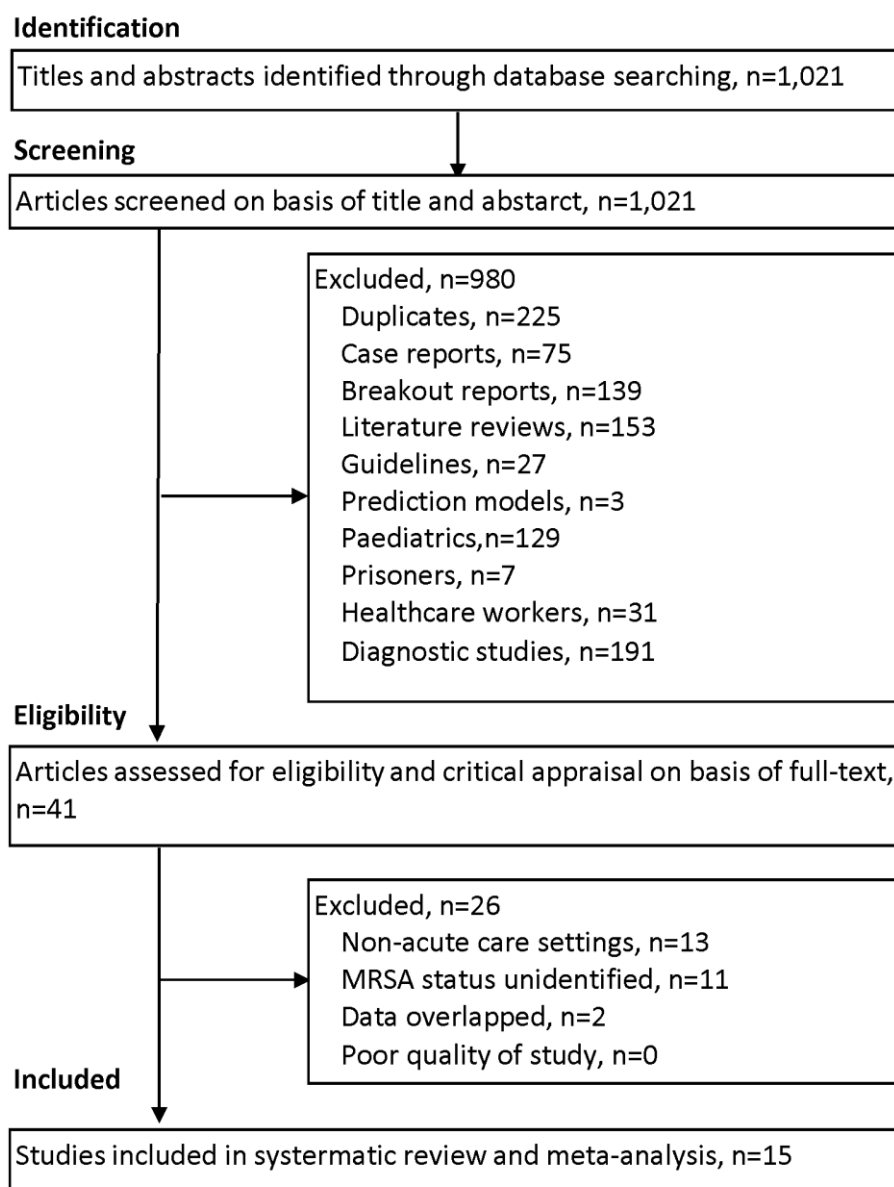 Identification
Titles and abstracts identified through database searching, n=1,021
Screening
Articles screened on basis of title and abstarct, n=1,021
Excluded, n=980
Duplicates, n=225
Case reports, n=75
Breakout reports, n=139
Literature reviews, n=153
Guidelines, n=27
Prediction models, n=3
Paediatrics,n=129
Prisoners, n=7
Healthcare workers, n=31
Diagnostic studies, n=191
Eligibility
Articles assessed for eligibility and critical appraisal on basis of full-text,
n=41
Excluded, n=26
Non-acute care settings, n=13
MRSA status unidentified, n=11
Data overlapped, n=2
Poor quality of study, n=0
Included
Studies included in systematic review and meta-analysis, n=15